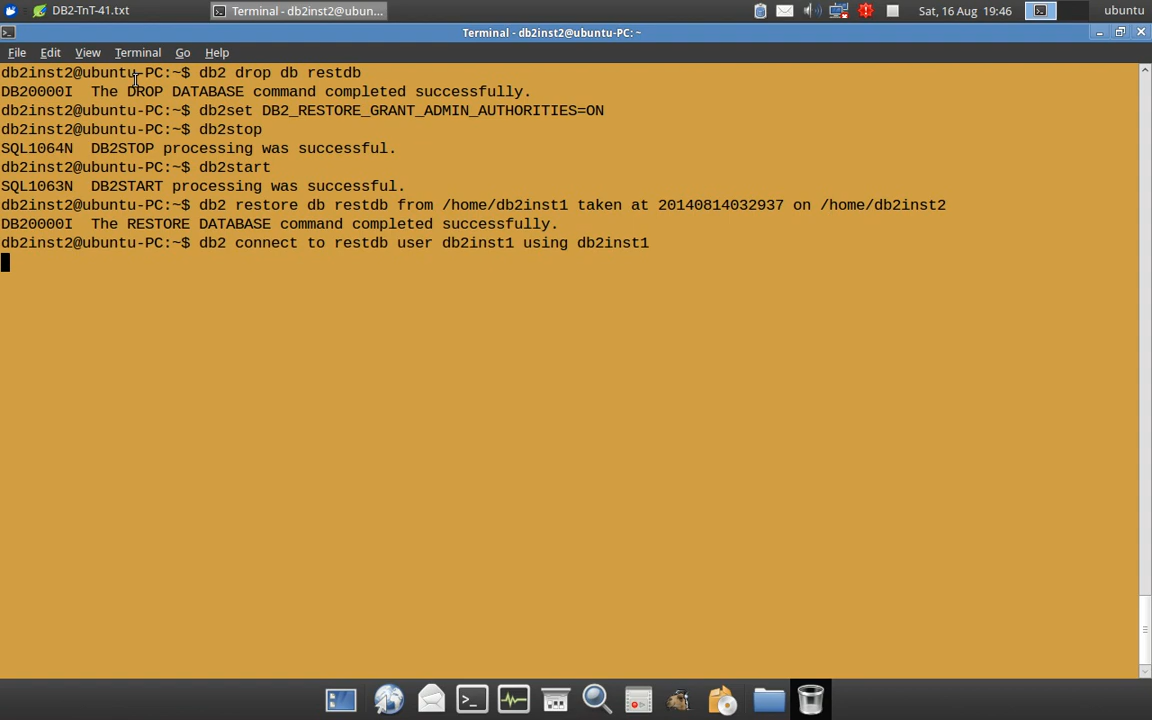 DB2-TnT-41.txt
Terminal - db2inst2@ubun...
Sat, 16 Aug 19:46
ubuntu
Terminal - db2inst2@ubuntu-PC: ~
File Edit View Terminal Go Help
db2inst2@ubuntu-PC:~$ db2 drop db restdb
DB20000I  The DROP DATABASE command completed successfully.
db2inst2@ubuntu-PC:~$ db2set DB2_RESTORE_GRANT_ADMIN_AUTHORITIES=ON
db2inst2@ubuntu-PC:~$ db2stop
SQL1064N  DB2STOP processing was successful.
db2inst2@ubuntu-PC:~$ db2start
SQL1063N  DB2START processing was successful.
db2inst2@ubuntu-PC:~$ db2 restore db restdb from /home/db2inst1 taken at 20140814032937 on /home/db2inst2
DB20000I  The RESTORE DATABASE command completed successfully.
db2inst2@ubuntu-PC:~$ db2 connect to restdb user db2inst1 using db2inst1